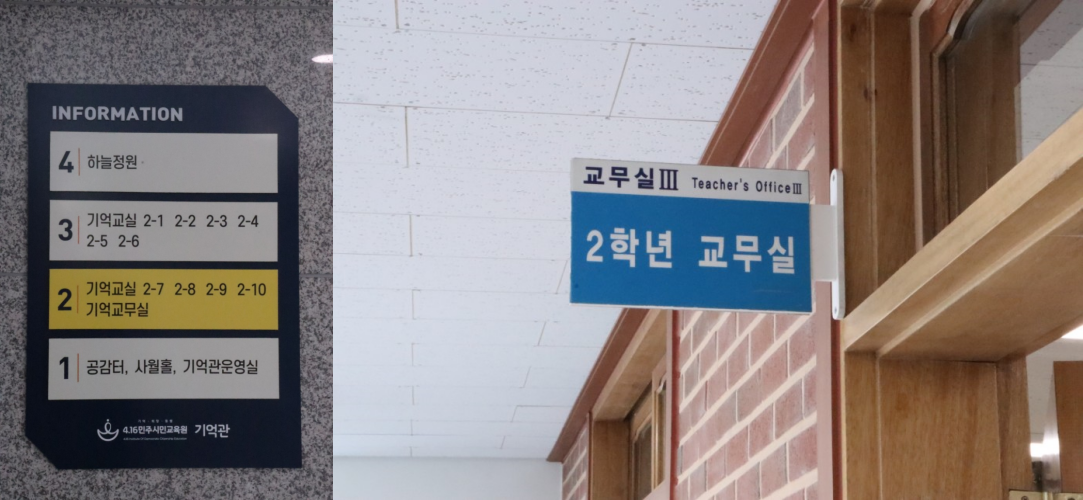 INFORMATION
4 하늘정원
3 기억교실 2-1 2-2 2-3 2-4
2-5 2-6
2 기억교실 2-7 2-8 2-9 2-10
기억교무실
1 공감터, 사월홀, 기억관운영실
4.16민주시민교육원 기억관
교무실Ⅲ Teacher's OfficeⅢ
2학년 교무실